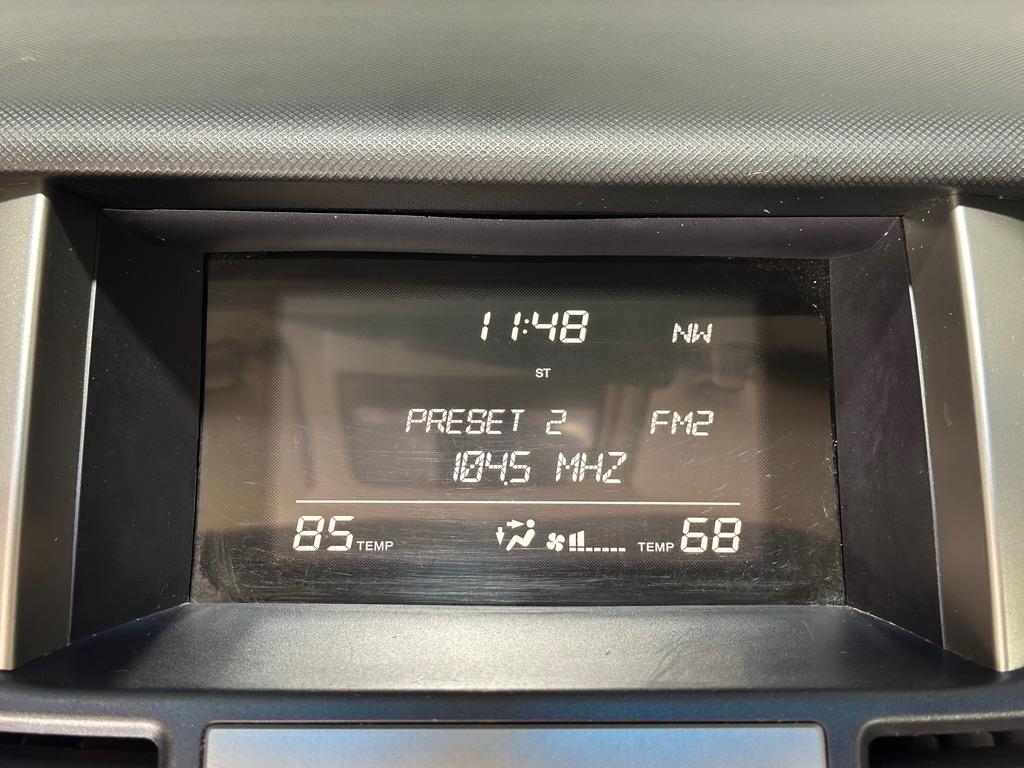 11:48 NW
ST
PRESET 2 FM2
104.5 MHZ
85 TEMP TEMP 68